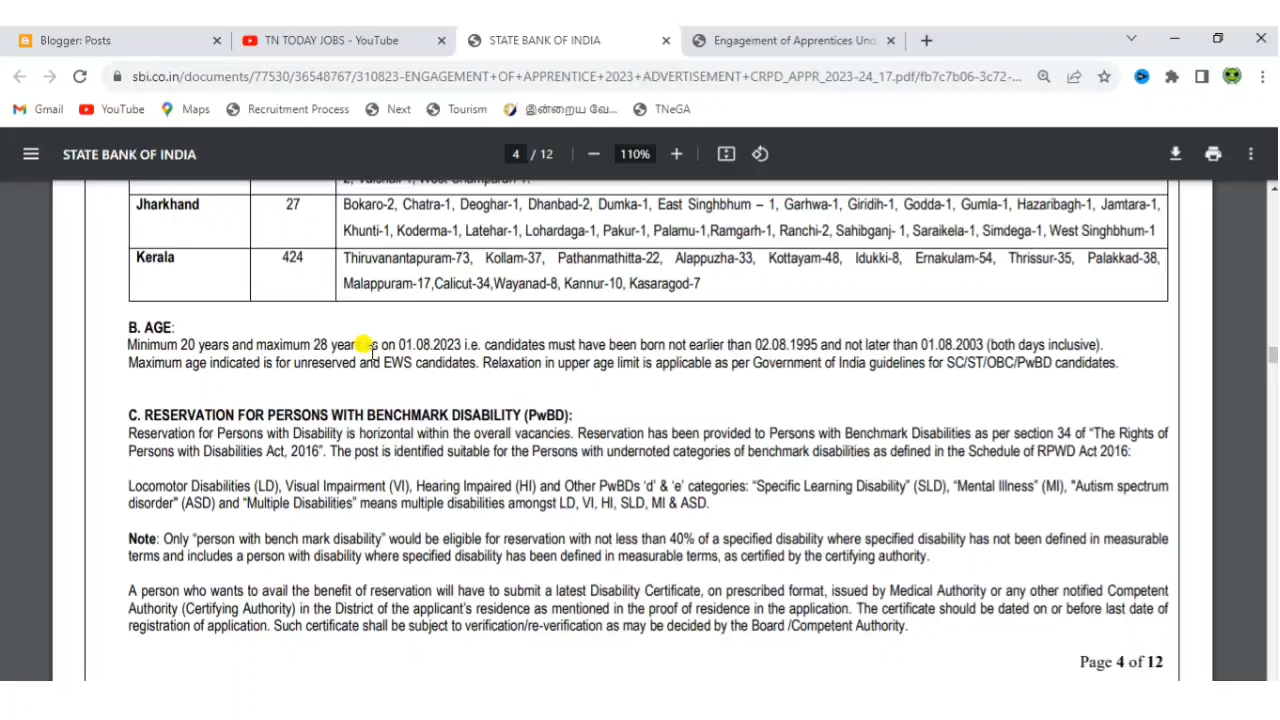 Blogger: Posts
TN TODAY JOBS - YouTube
STATE BANK OF INDIA
Engagement of Apprentices Und
sbi.co.in/documents/77530/36548767/310823-ENGAGEMENT+OF+APPRENTICE+2023+ADVERTISEMENT+CRPD_APPR_2023-24_17.pdf/fb7c7b06-3c72-...
Gmail YouTube Maps Recruitment Process Next Tourism இன்றைய வே... TNeGA
STATE BANK OF INDIA 4 / 12 110%
Jharkhand 27 Bokaro-2, Chatra-1, Deoghar-1, Dhanbad-2, Dumka-1, East Singhbhum – 1, Garhwa-1, Giridih-1, Godda-1, Gumla-1, Hazaribagh-1, Jamtara-1,
Khunti-1, Koderma-1, Latehar-1, Lohardaga-1, Pakur-1, Palamu-1,Ramgarh-1, Ranchi-2, Sahibganj- 1, Saraikela-1, Simdega-1, West Singhbhum-1
Kerala 424 Thiruvanantapuram-73, Kollam-37, Pathanmathitta-22, Alappuzha-33, Kottayam-48, Idukki-8, Ernakulam-54, Thrissur-35, Palakkad-38,
Malappuram-17,Calicut-34,Wayanad-8, Kannur-10, Kasaragod-7
B. AGE:
Minimum 20 years and maximum 28 years as on 01.08.2023 i.e. candidates must have been born not earlier than 02.08.1995 and not later than 01.08.2003 (both days inclusive).
Maximum age indicated is for unreserved and EWS candidates. Relaxation in upper age limit is applicable as per Government of India guidelines for SC/ST/OBC/PwBD candidates.
C. RESERVATION FOR PERSONS WITH BENCHMARK DISABILITY (PwBD):
Reservation for Persons with Disability is horizontal within the overall vacancies. Reservation has been provided to Persons with Benchmark Disabilities as per section 34 of “The Rights of
Persons with Disabilities Act, 2016”. The post is identified suitable for the Persons with undernoted categories of benchmark disabilities as defined in the Schedule of RPWD Act 2016:
Locomotor Disabilities (LD), Visual Impairment (VI), Hearing Impaired (HI) and Other PwBDs ‘d’ & ‘e’ categories: “Specific Learning Disability” (SLD), “Mental Illness” (MI), "Autism spectrum
disorder" (ASD) and “Multiple Disabilities” means multiple disabilities amongst LD, VI, HI, SLD, MI & ASD.
Note: Only “person with bench mark disability” would be eligible for reservation with not less than 40% of a specified disability where specified disability has not been defined in measurable
terms and includes a person with disability where specified disability has been defined in measurable terms, as certified by the certifying authority.
A person who wants to avail the benefit of reservation will have to submit a latest Disability Certificate, on prescribed format, issued by Medical Authority or any other notified Competent
Authority (Certifying Authority) in the District of the applicant's residence as mentioned in the proof of residence in the application. The certificate should be dated on or before last date of
registration of application. Such certificate shall be subject to verification/re-verification as may be decided by the Board /Competent Authority.
Page 4 of 12